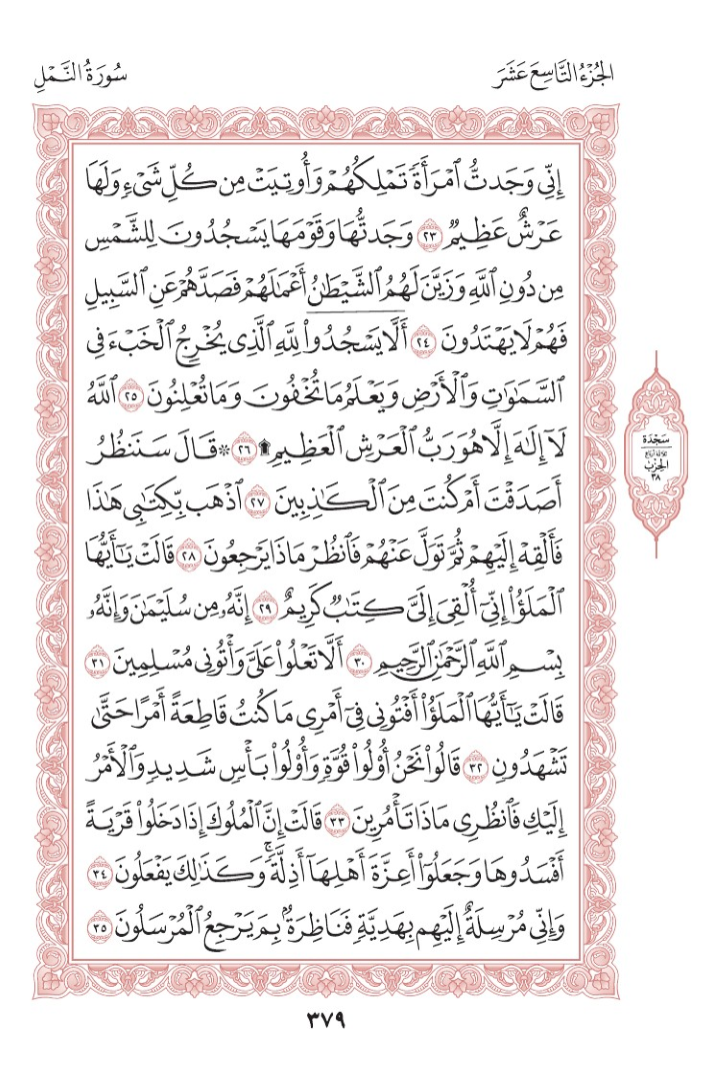 الجُزْءُ التَّاسِعَ عَشَرَ
سُورَةُ النَّمْلِ
إِنِّي وَجَدتُّ ٱمْرَأَةً تَمْلِكُهُمْ وَأُوتِيَتْ مِن كُلِّ شَيْءٍ وَلَهَا
عَرْشٌ عَظِيمٌ ٢٣ وَجَدتُّهَا وَقَوْمَهَا يَسْجُدُونَ لِلشَّمْسِ
مِن دُونِ ٱللَّهِ وَزَيَّنَ لَهُمُ ٱلشَّيْطَٰنُ أَعْمَٰلَهُمْ فَصَدَّهُمْ عَنِ ٱلسَّبِيلِ
فَهُمْ لَا يَهْتَدُونَ ٢٤ أَلَّا يَسْجُدُوا۟ لِلَّهِ ٱلَّذِي يُخْرِجُ ٱلْخَبْءَ فِي
ٱلسَّمَٰوَٰتِ وَٱلْأَرْضِ وَيَعْلَمُ مَا تُخْفُونَ وَمَا تُعْلِنُونَ ٢٥ ٱللَّهُ
لَآ إِلَٰهَ إِلَّا هُوَ رَبُّ ٱلْعَرْشِ ٱلْعَظِيمِ ۩ ٢٦ * قَالَ سَنَنظُرُ
أَصَدَقْتَ أَمْ كُنتَ مِنَ ٱلْكَٰذِبِينَ ٢٧ ٱذْهَب بِّكِتَٰبِي هَٰذَا
فَأَلْقِهْ إِلَيْهِمْ ثُمَّ تَوَلَّ عَنْهُمْ فَٱنظُرْ مَاذَا يَرْجِعُونَ ٢٨ قَالَتْ يَٰٓأَيُّهَا
ٱلْمَلَؤُا۟ إِنِّيٓ أُلْقِيَ إِلَيَّ كِتَٰبٌ كَرِيمٌ ٢٩ إِنَّهُۥ مِن سُلَيْمَٰنَ وَإِنَّهُۥ
بِسْمِ ٱللَّهِ ٱلرَّحْمَٰنِ ٱلرَّحِيمِ ٣٠ أَلَّا تَعْلُوا۟ عَلَيَّ وَأْتُونِي مُسْلِمِينَ ٣١
قَالَتْ يَٰٓأَيُّهَا ٱلْمَلَؤُا۟ أَفْتُونِي فِيٓ أَمْرِي مَا كُنتُ قَاطِعَةً أَمْرًا حَتَّىٰ
تَشْهَدُونِ ٣٢ قَالُوا۟ نَحْنُ أُو۟لُوا۟ قُوَّةٍ وَأُو۟لُوا۟ بَأْسٍ شَدِيدٍ وَٱلْأَمْرُ
إِلَيْكِ فَٱنظُرِي مَاذَا تَأْمُرِينَ ٣٣ قَالَتْ إِنَّ ٱلْمُلُوكَ إِذَا دَخَلُوا۟ قَرْيَةً
أَفْسَدُوهَا وَجَعَلُوٓا۟ أَعِزَّةَ أَهْلِهَآ أَذِلَّةً ۚ وَكَذَٰلِكَ يَفْعَلُونَ ٣٤
وَإِنِّي مُرْسِلَةٌ إِلَيْهِم بِهَدِيَّةٍ فَنَاظِرَةٌۢ بِمَ يَرْجِعُ ٱلْمُرْسَلُونَ ٣٥
سَجْدَة
ثلاثة أرباع
الحِزْب
٣٨
٣٧٩